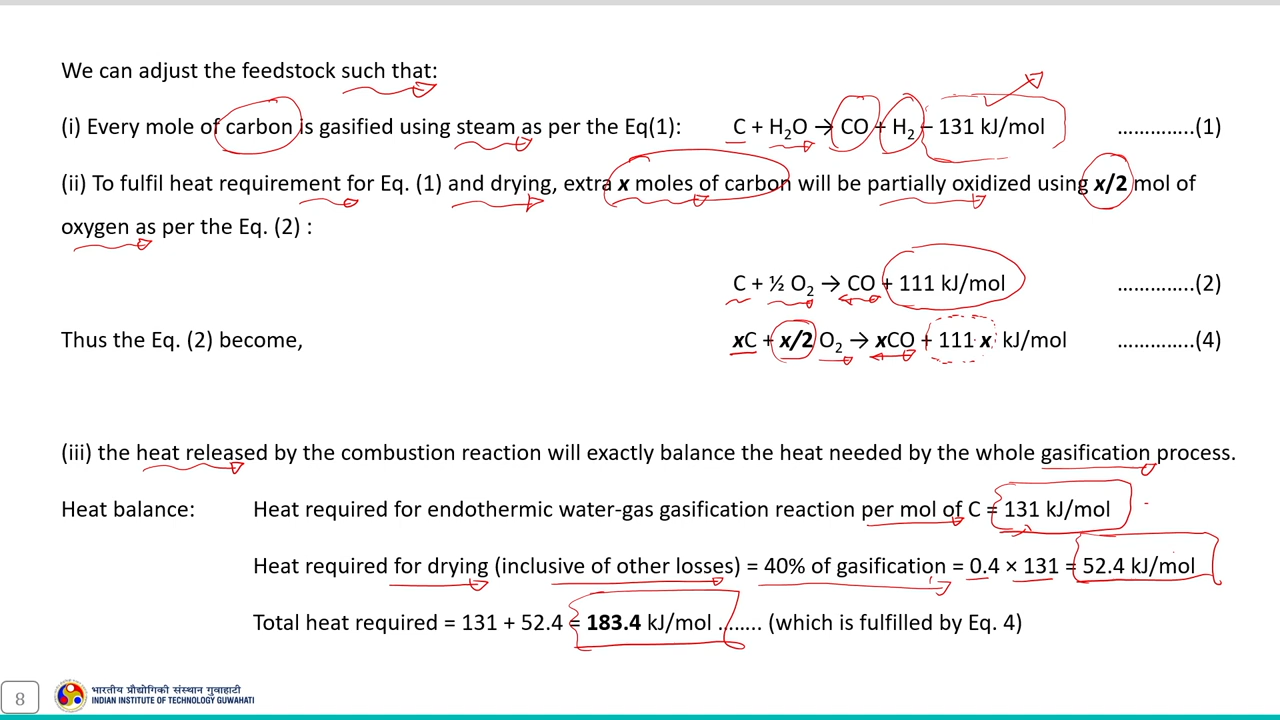 We can adjust the feedstock such that:
(i) Every mole of carbon is gasified using steam as per the Eq(1): C + H₂O → CO + H₂ – 131 kJ/mol ..............(1)
(ii) To fulfil heat requirement for Eq. (1) and drying, extra x moles of carbon will be partially oxidized using x/2 mol of
oxygen as per the Eq. (2) :
C + ½ O₂ → CO + 111 kJ/mol ..............(2)
Thus the Eq. (2) become, xC + x/2 O₂ → xCO + 111 x kJ/mol ..............(4)
(iii) the heat released by the combustion reaction will exactly balance the heat needed by the whole gasification process.
Heat balance: Heat required for endothermic water-gas gasification reaction per mol of C = 131 kJ/mol
Heat required for drying (inclusive of other losses) = 40% of gasification = 0.4 × 131 = 52.4 kJ/mol
Total heat required = 131 + 52.4 = 183.4 kJ/mol ........ (which is fulfilled by Eq. 4)
8
भारतीय प्रौद्योगिकी संस्थान गुवाहाटी
INDIAN INSTITUTE OF TECHNOLOGY GUWAHATI